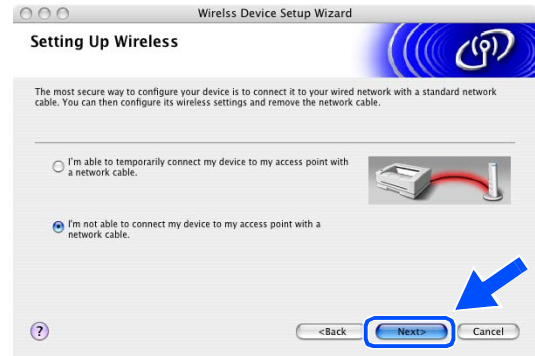 Wirelss Device Setup Wizard
Setting Up Wireless
The most secure way to configure your device is to connect it to your wired network with a standard network
cable. You can then configure its wireless settings and remove the network cable.
I'm able to temporarily connect my device to my access point with
a network cable.
I'm not able to connect my device to my access point with a
network cable.
?
<Back
Next>
Cancel